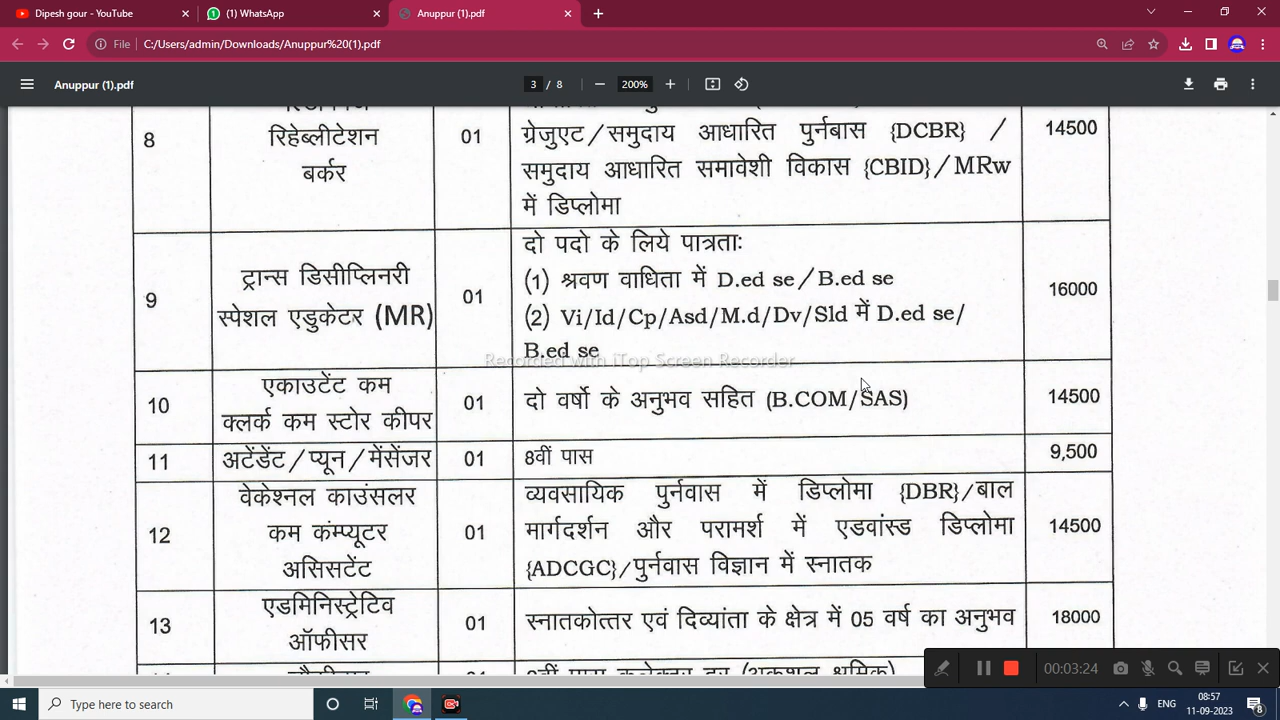 Dipesh gour - YouTube
(1) WhatsApp
Anuppur (1).pdf
File C:/Users/admin/Downloads/Anuppur%20(1).pdf
Anuppur (1).pdf 3 / 8 200%
8 रिहेब्लीटेशन बर्कर 01 14500
ग्रेजुएट/समुदाय आधारित पुर्नबास {DCBR} /
समुदाय आधारित समावेशी विकास {CBID}/MRw
में डिप्लोमा
9 ट्रान्स डिसीप्लिनरी स्पेशल एडुकेटर (MR) 01 16000
दो पदो के लिये पात्रताः
(1) श्रवण वाधिता में D.ed se/B.ed se
(2) Vi/Id/Cp/Asd/M.d/Dv/Sld में D.ed se/
B.ed se
Recorded with iTop Screen Recorder
10 एकाउटेंट कम क्लर्क कम स्टोर कीपर 01 दो वर्षो के अनुभव सहित (B.COM/SAS) 14500
11 अटेंडेंट/प्यून/मेंसेंजर 01 8वीं पास 9,500
12 वेकेश्नल काउंसलर कम कंम्प्यूटर असिसटेंट 01 14500
व्यवसायिक पुर्नवास में डिप्लोमा {DBR}/बाल
मार्गदर्शन और परामर्श में एडवांस्ड डिप्लोमा
{ADCGC}/पुर्नवास विज्ञान में स्नातक
13 एडमिनिस्ट्रेटिव ऑफीसर 01 स्नातकोत्तर एवं दिव्यांता के क्षेत्र में 05 वर्ष का अनुभव 18000
00:03:24
Type here to search
ENG
08:57
11-09-2023
8